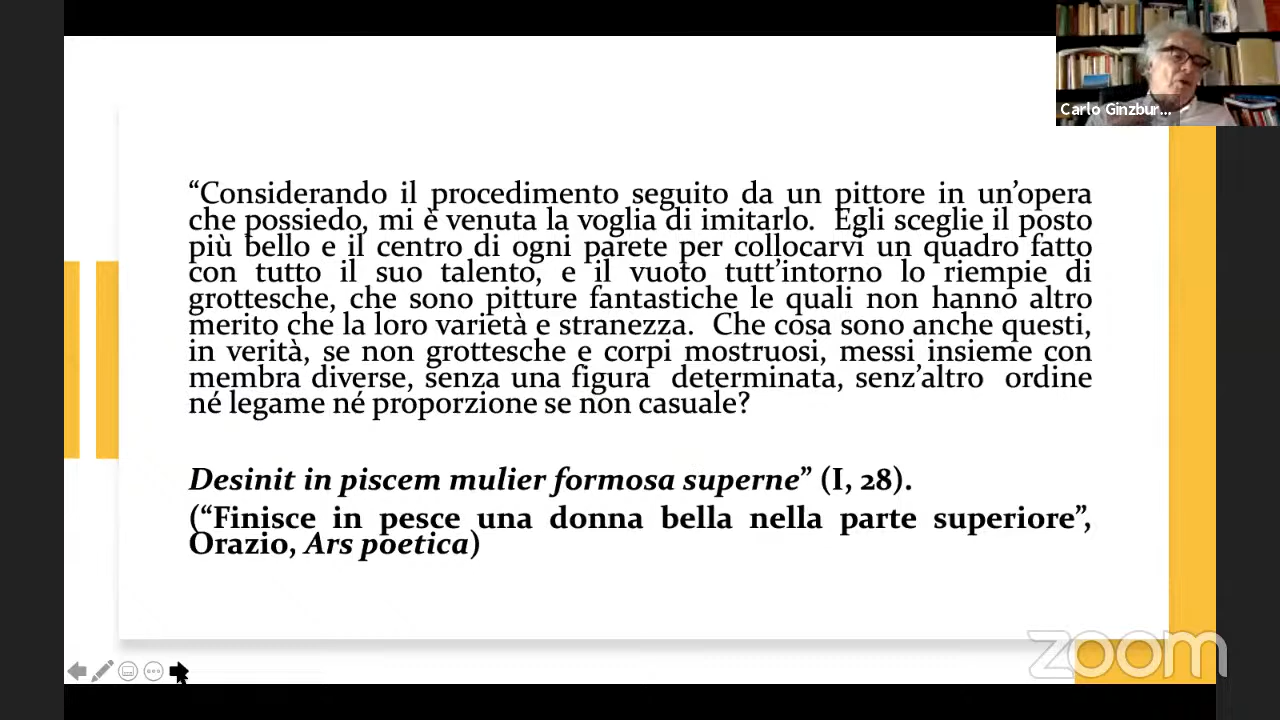 Carlo Ginzbur...
“Considerando il procedimento seguito da un pittore in un’opera
che possiedo, mi è venuta la voglia di imitarlo.  Egli sceglie il posto
più bello e il centro di ogni parete per collocarvi un quadro fatto
con tutto il suo talento, e il vuoto tutt’intorno lo riempie di
grottesche, che sono pitture fantastiche le quali non hanno altro
merito che la loro varietà e stranezza.  Che cosa sono anche questi,
in verità, se non grottesche e corpi mostruosi, messi insieme con
membra diverse, senza una figura  determinata, senz’altro  ordine
né legame né proporzione se non casuale?
Desinit in piscem mulier formosa superne” (I, 28).
(“Finisce in pesce una donna bella nella parte superiore”,
Orazio, Ars poetica)
zoom